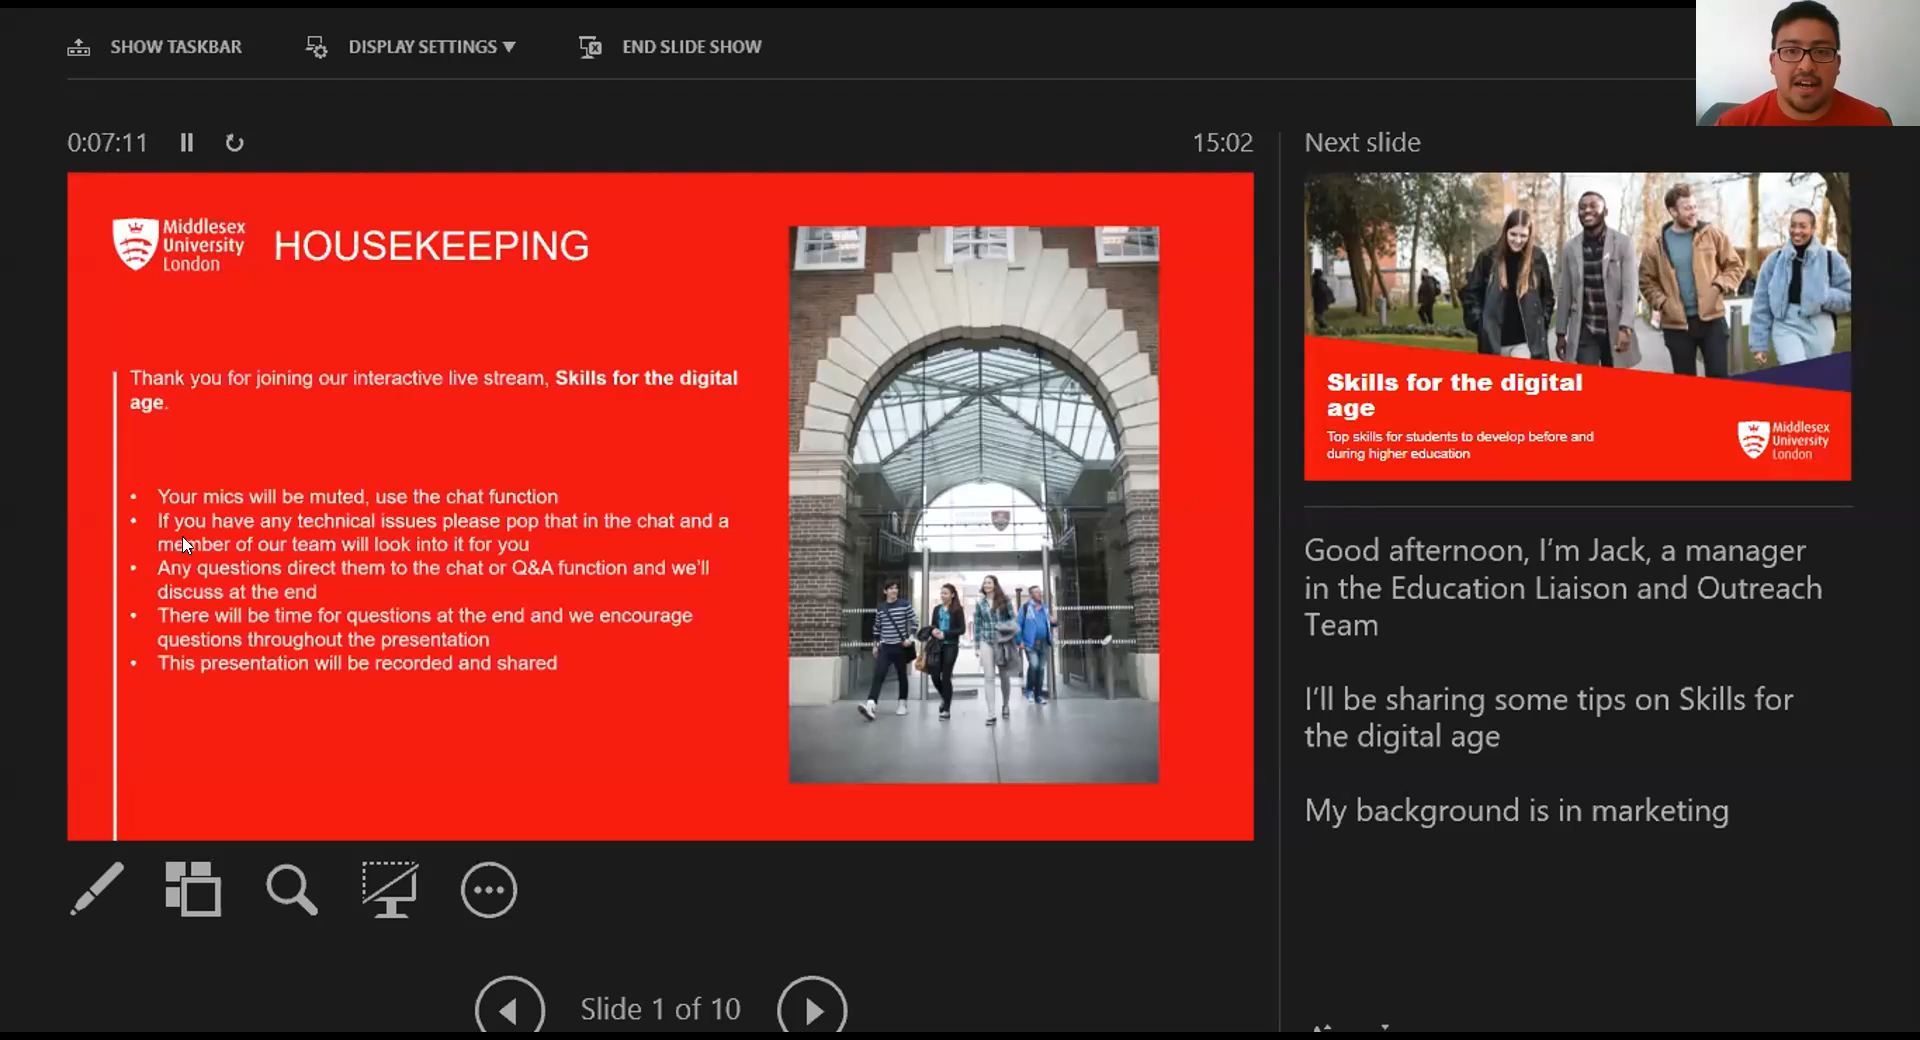 SHOW TASKBAR
DISPLAY SETTINGS
END SLIDE SHOW
0:07:11
15:02
Next slide
Middlesex
University
London
HOUSEKEEPING
Thank you for joining our interactive live stream, Skills for the digital
age.
• Your mics will be muted, use the chat function
• If you have any technical issues please pop that in the chat and a
member of our team will look into it for you
• Any questions direct them to the chat or Q&A function and we'll
discuss at the end
• There will be time for questions at the end and we encourage
questions throughout the presentation
• This presentation will be recorded and shared
Skills for the digital
age
Top skills for students to develop before and
during higher education
Middlesex
University
London
Good afternoon, I'm Jack, a manager
in the Education Liaison and Outreach
Team
I'll be sharing some tips on Skills for
the digital age
My background is in marketing
Slide 1 of 10